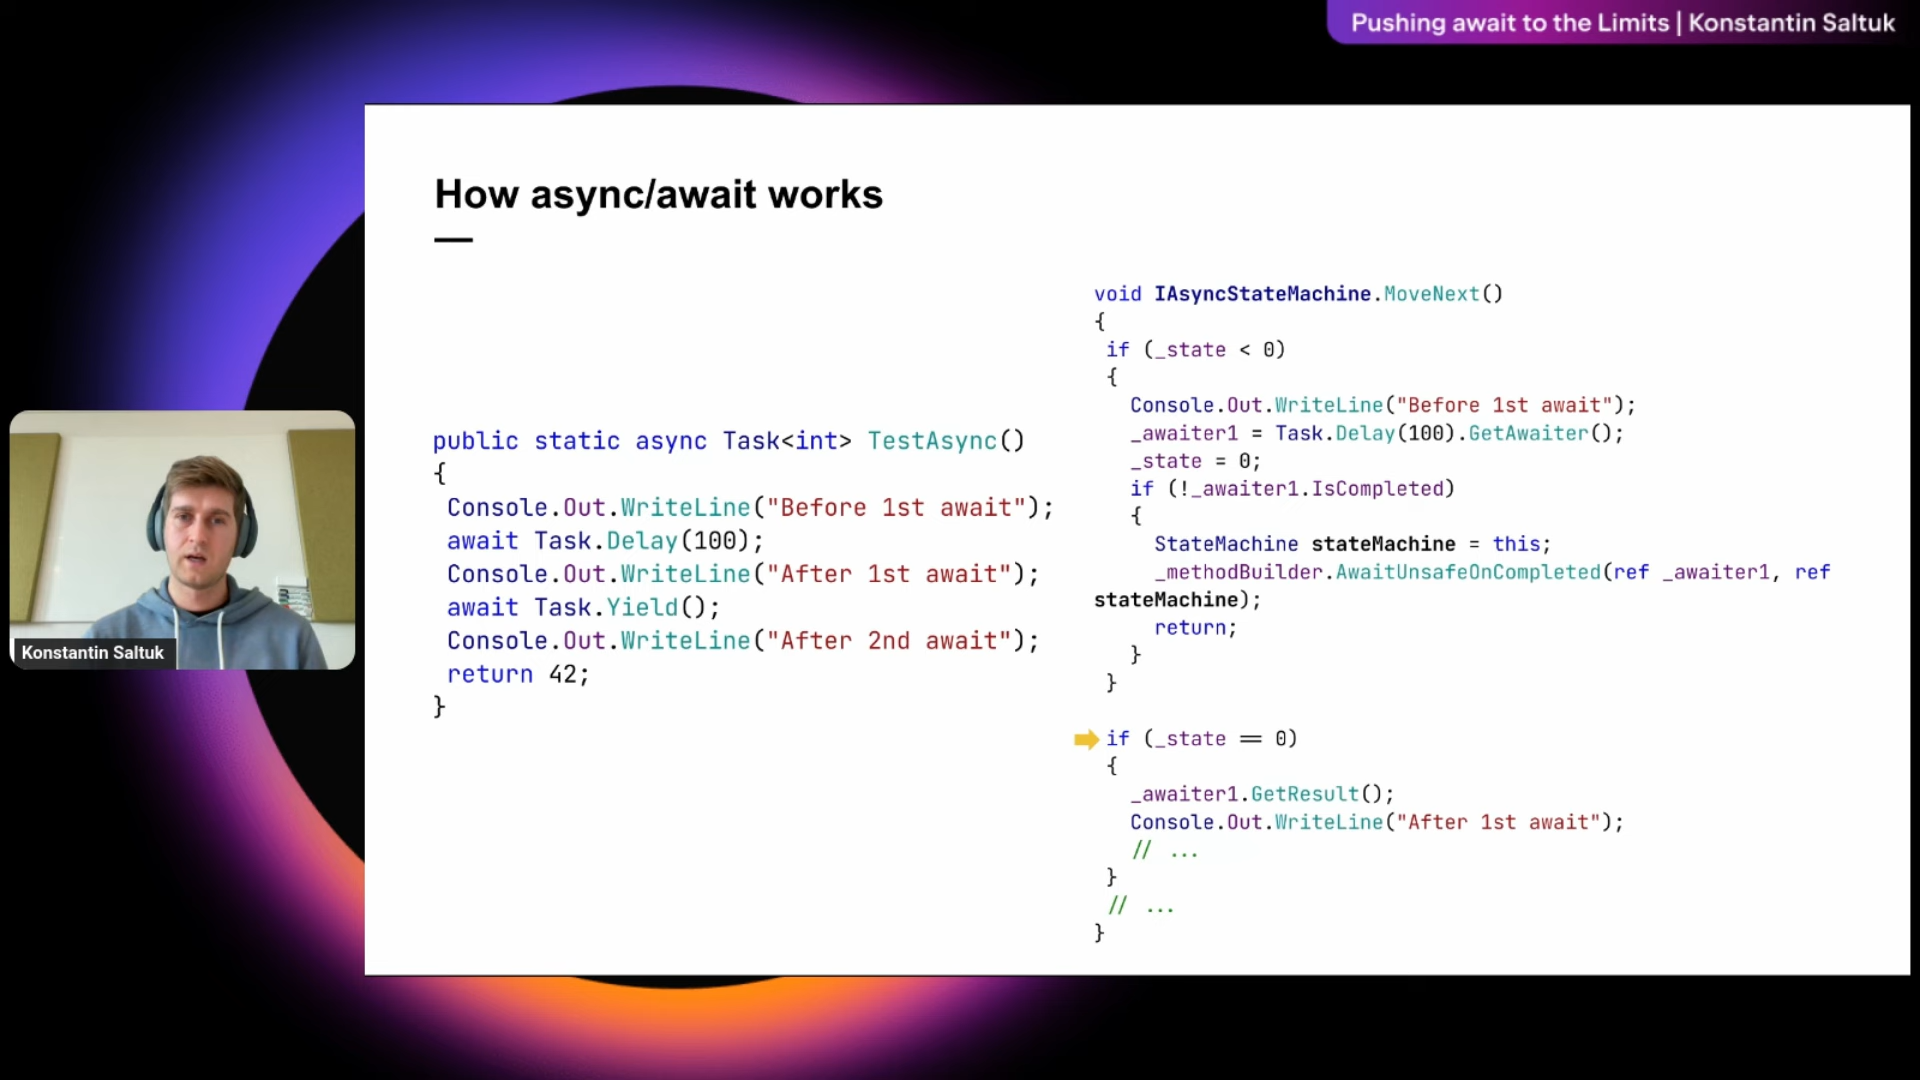 Pushing await to the Limits | Konstantin Saltuk
How async/await works
public static async Task<int> TestAsync()
{
Console.Out.WriteLine("Before 1st await");
await Task.Delay(100);
Console.Out.WriteLine("After 1st await");
await Task.Yield();
Console.Out.WriteLine("After 2nd await");
return 42;
}
void IAsyncStateMachine.MoveNext()
{
if (_state < 0)
{
Console.Out.WriteLine("Before 1st await");
_awaiter1 = Task.Delay(100).GetAwaiter();
_state = 0;
if (!_awaiter1.IsCompleted)
{
StateMachine stateMachine = this;
_methodBuilder.AwaitUnsafeOnCompleted(ref _awaiter1, ref
stateMachine);
return;
}
}
if (_state == 0)
{
_awaiter1.GetResult();
Console.Out.WriteLine("After 1st await");
// ...
}
// ...
}
Konstantin Saltuk